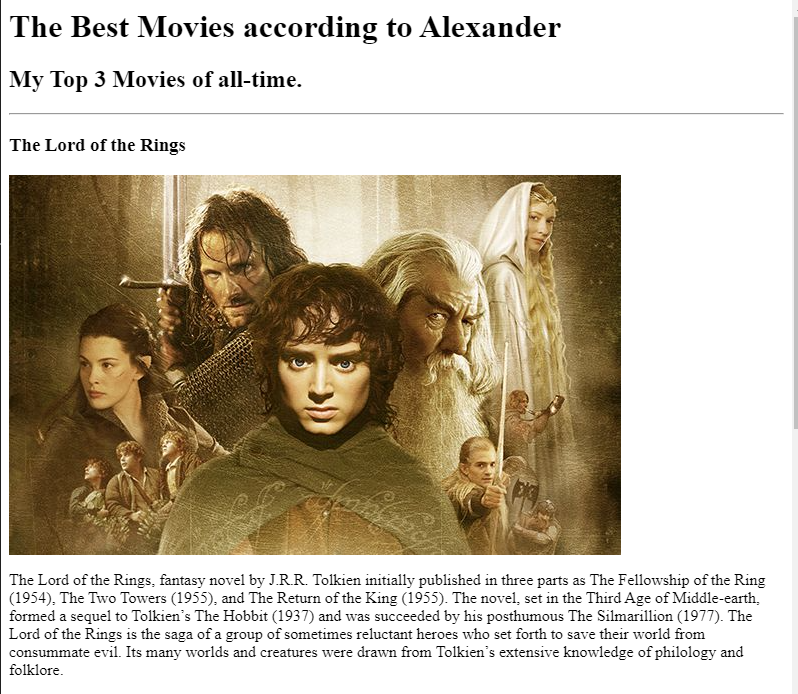 The Best Movies according to Alexander
My Top 3 Movies of all-time.
The Lord of the Rings
The Lord of the Rings, fantasy novel by J.R.R. Tolkien initially published in three parts as The Fellowship of the Ring
(1954), The Two Towers (1955), and The Return of the King (1955). The novel, set in the Third Age of Middle-earth,
formed a sequel to Tolkien’s The Hobbit (1937) and was succeeded by his posthumous The Silmarillion (1977). The
Lord of the Rings is the saga of a group of sometimes reluctant heroes who set forth to save their world from
consummate evil. Its many worlds and creatures were drawn from Tolkien’s extensive knowledge of philology and
folklore.